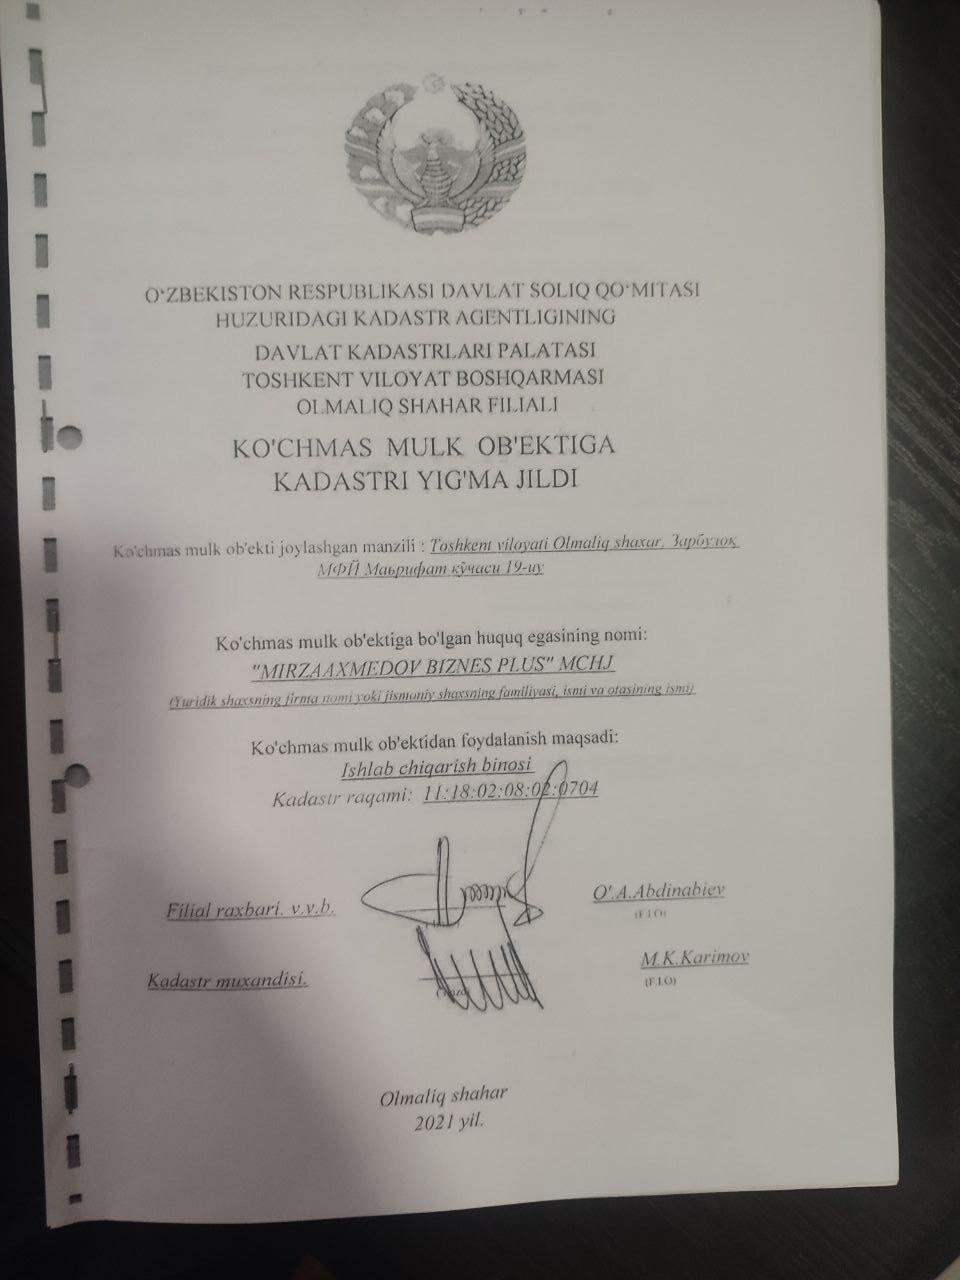 O‘ZBEKISTON RESPUBLIKASI DAVLAT SOLIQ QO‘MITASI
HUZURIDAGI KADASTR AGENTLIGINING
DAVLAT KADASTRLARI PALATASI
TOSHKENT VILOYAT BOSHQARMASI
OLMALIQ SHAHAR FILIALI
KO'CHMAS MULK OB'EKTIGA
KADASTRI YIG'MA JILDI
Ko'chmas mulk ob'ekti joylashgan manzili : Toshkent viloyati Olmaliq shaxar, Зарбулоқ
МФЙ Маърифат кўчаси 19-uy
Ko'chmas mulk ob'ektiga bo'lgan huquq egasining nomi:
"MIRZAAXMEDOV BIZNES PLUS" MCHJ
(Yuridik shaxsning firma nomi yoki jismoniy shaxsning familiyasi, ismi va otasining ismi)
Ko'chmas mulk ob'ektidan foydalanish maqsadi:
Ishlab chiqarish binosi
Kadastr raqami: 11:18:02:08:02:0704
Filial raxbari. v.v.b. O'.A.Abdinabiev
(F.I.O)
Kadastr muxandisi. M.K.Karimov
(F.I.O)
Olmaliq shahar
2021 yil.